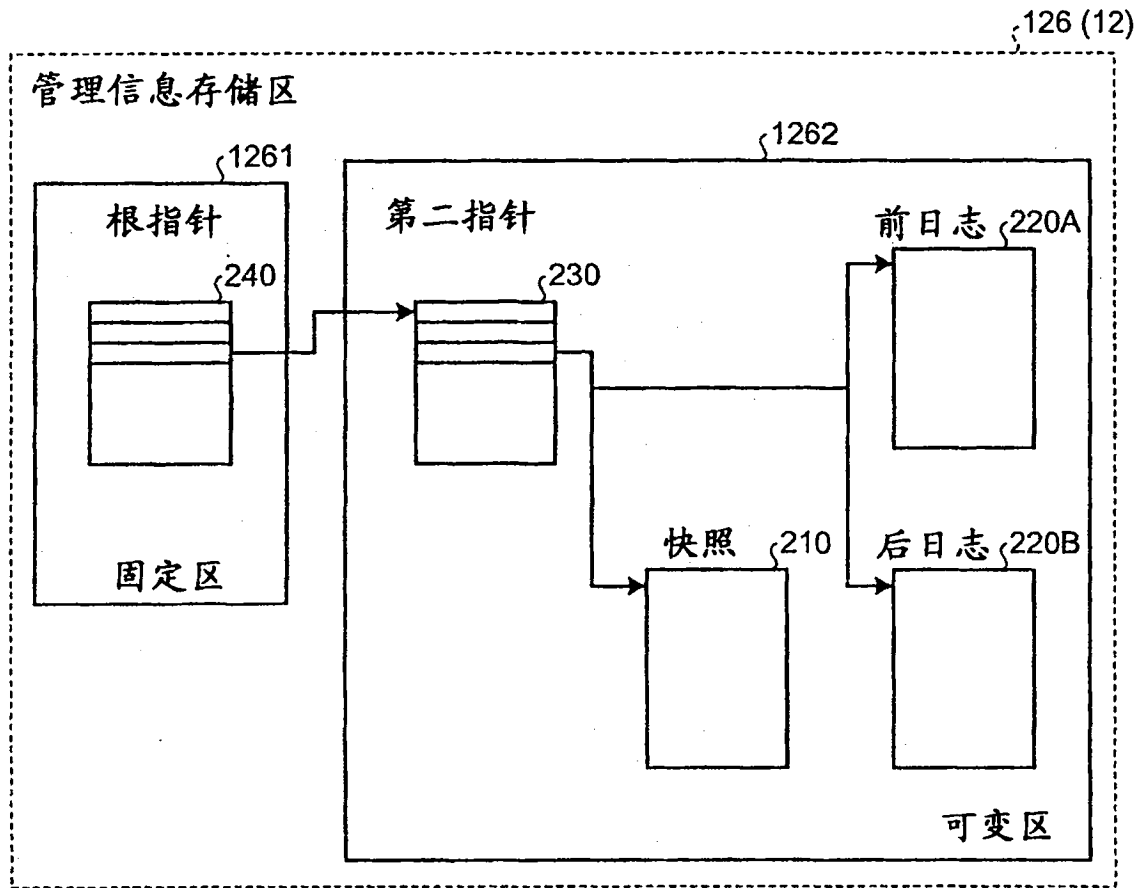 126 (12)
管理信息存储区
1261
1262
根指针
第二指针
前日志
220A
240
230
快照
210
后日志
220B
固定区
可变区